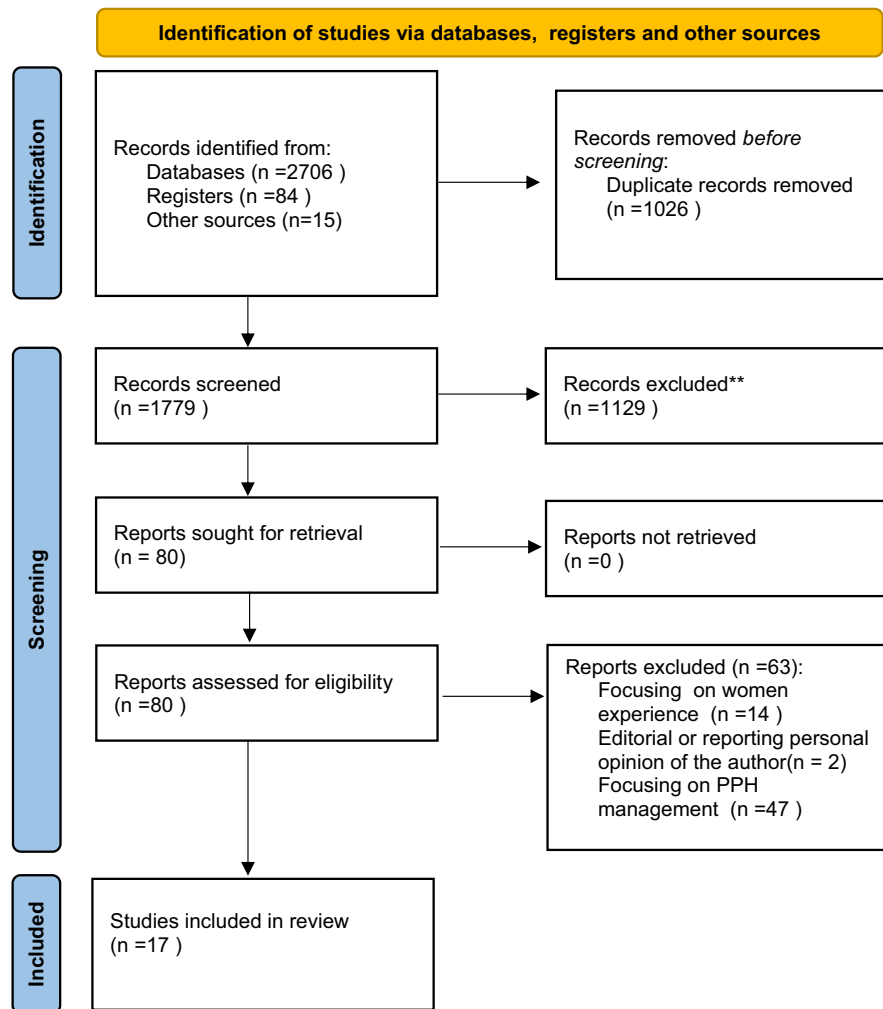 Identification of studies via databases, registers and other sources
Identification
Records identified from:
Databases (n =2706 )
Registers (n =84 )
Other sources (n=15)
Records removed before
screening:
Duplicate records removed
(n =1026 )
Screening
Records screened
(n =1779 )
Records excluded**
(n =1129 )
Reports sought for retrieval
(n = 80)
Reports not retrieved
(n =0 )
Reports assessed for eligibility
(n =80 )
Reports excluded (n =63):
Focusing on women
experience (n =14 )
Editorial or reporting personal
opinion of the author(n = 2)
Focusing on PPH
management (n =47 )
Included
Studies included in review
(n =17 )